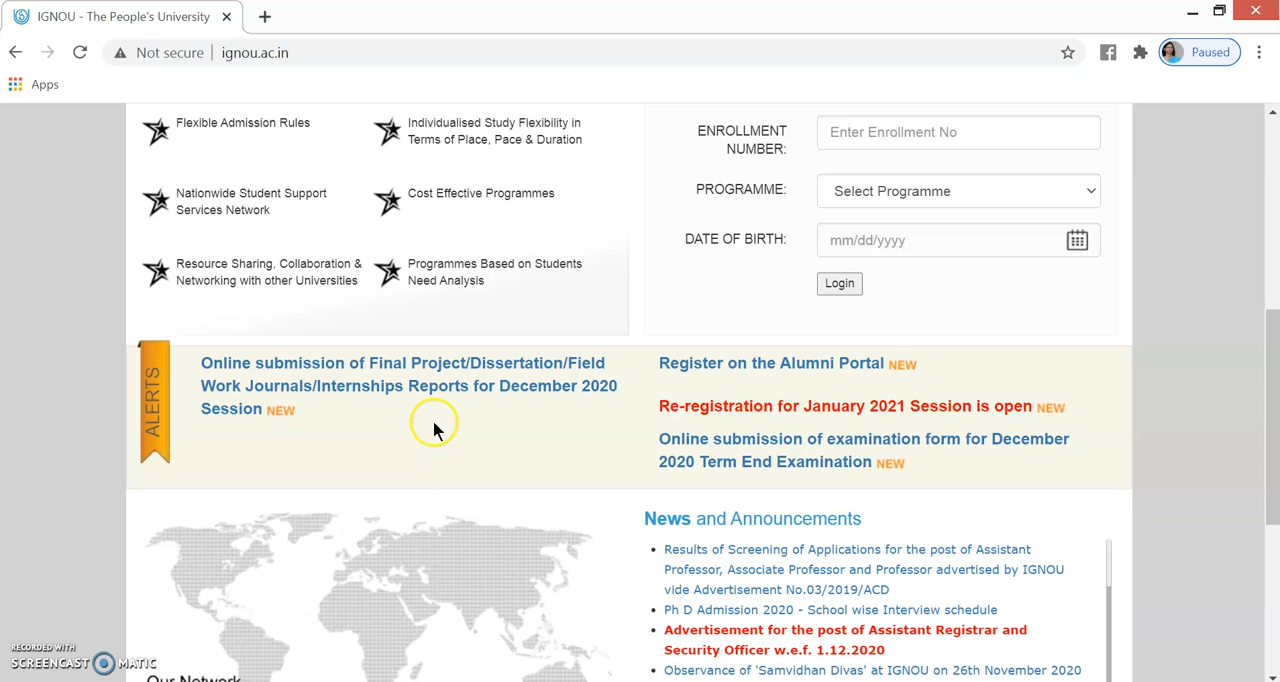 IGNOU - The People's University
Not secure
ignou.ac.in
Paused
Apps
Flexible Admission Rules
Individualised Study Flexibility in
Terms of Place, Pace & Duration
Nationwide Student Support
Services Network
Cost Effective Programmes
Resource Sharing, Collaboration &
Networking with other Universities
Programmes Based on Students
Need Analysis
ENROLLMENT
NUMBER:
Enter Enrollment No
PROGRAMME:
Select Programme
DATE OF BIRTH:
mm/dd/yyyy
Login
ALERTS
Online submission of Final Project/Dissertation/Field
Work Journals/Internships Reports for December 2020
Session NEW
Register on the Alumni Portal NEW
Re-registration for January 2021 Session is open NEW
Online submission of examination form for December
2020 Term End Examination NEW
Our Network
News and Announcements
Results of Screening of Applications for the post of Assistant
Professor, Associate Professor and Professor advertised by IGNOU
vide Advertisement No.03/2019/ACD
Ph D Admission 2020 - School wise Interview schedule
Advertisement for the post of Assistant Registrar and
Security Officer w.e.f. 1.12.2020
Observance of 'Samvidhan Divas' at IGNOU on 26th November 2020
RECORDED WITH
SCREENCAST MATIC